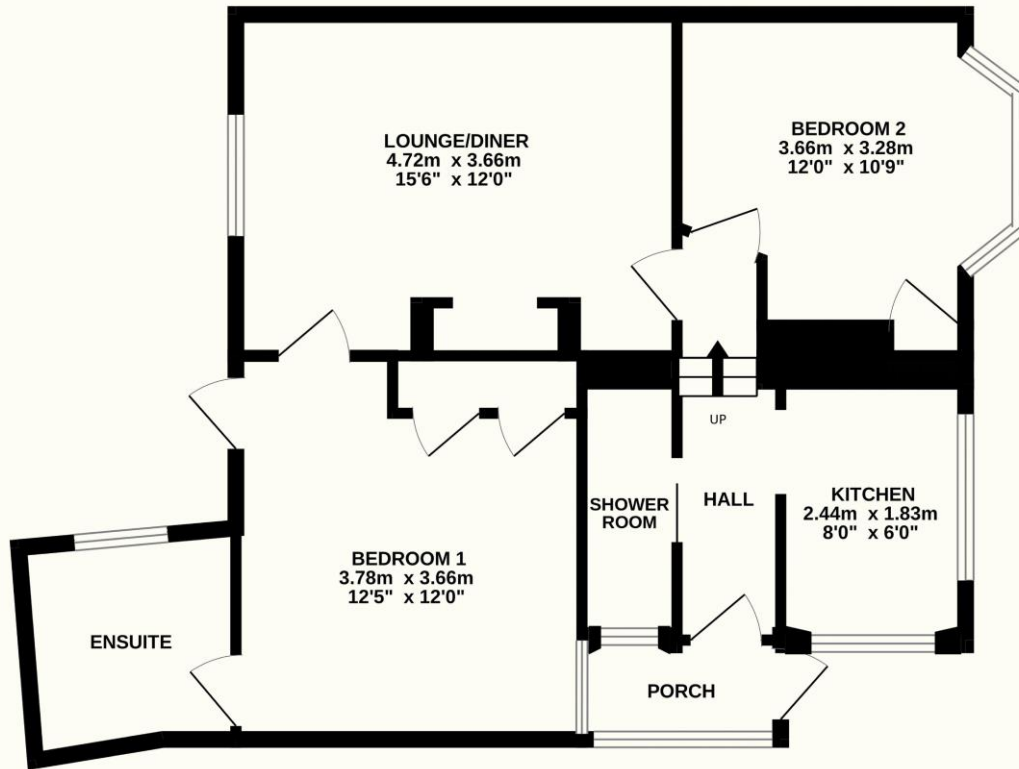 LOUNGE/DINER
4.72m x 3.66m
15'6" x 12'0"
BEDROOM 2
3.66m x 3.28m
12'0" x 10'9"
UP
SHOWER
ROOM
HALL
KITCHEN
2.44m x 1.83m
8'0" x 6'0"
BEDROOM 1
3.78m x 3.66m
12'5" x 12'0"
ENSUITE
PORCH